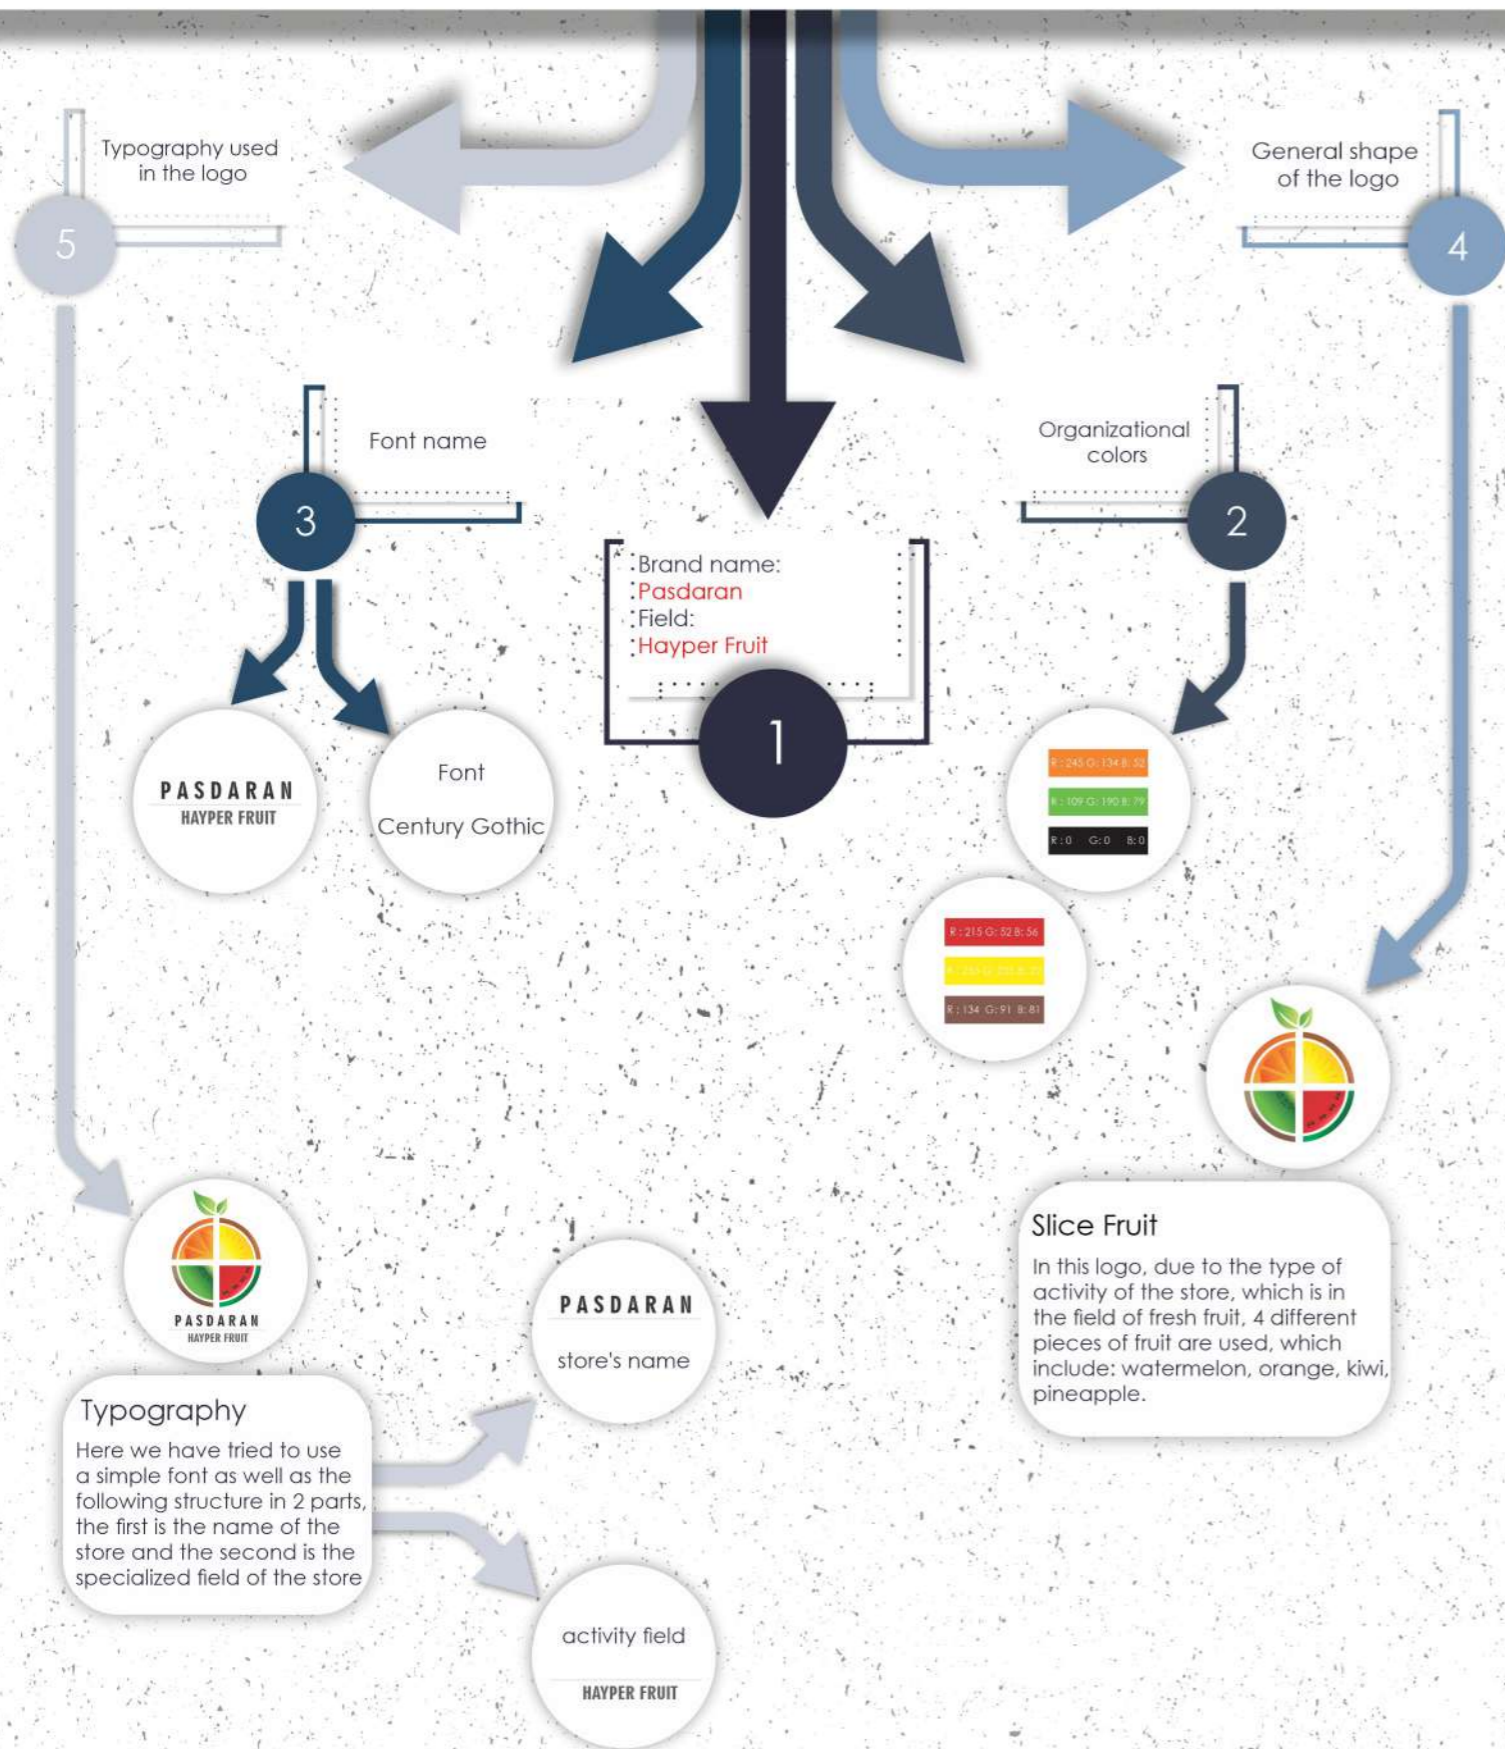 Typography used
in the logo
5
General shape
of the logo
4
Font name
3
Organizational
colors
2
Brand name:
Pasdaran
Field:
Hayper Fruit
1
PASDARAN
HAYPER FRUIT
Font
Century Gothic
R : 245 G: 134 B: 52
R : 109 G: 190 B: 79
R : 0 G: 0 B: 0
R : 215 G: 52 B: 56
R : 134 G: 91 B: 81
PASDARAN
HAYPER FRUIT
Typography
Here we have tried to use
a simple font as well as the
following structure in 2 parts,
the first is the name of the
store and the second is the
specialized field of the store
PASDARAN
store's name
activity field
HAYPER FRUIT
Slice Fruit
In this logo, due to the type of
activity of the store, which is in
the field of fresh fruit, 4 different
pieces of fruit are used, which
include: watermelon, orange, kiwi,
pineapple.